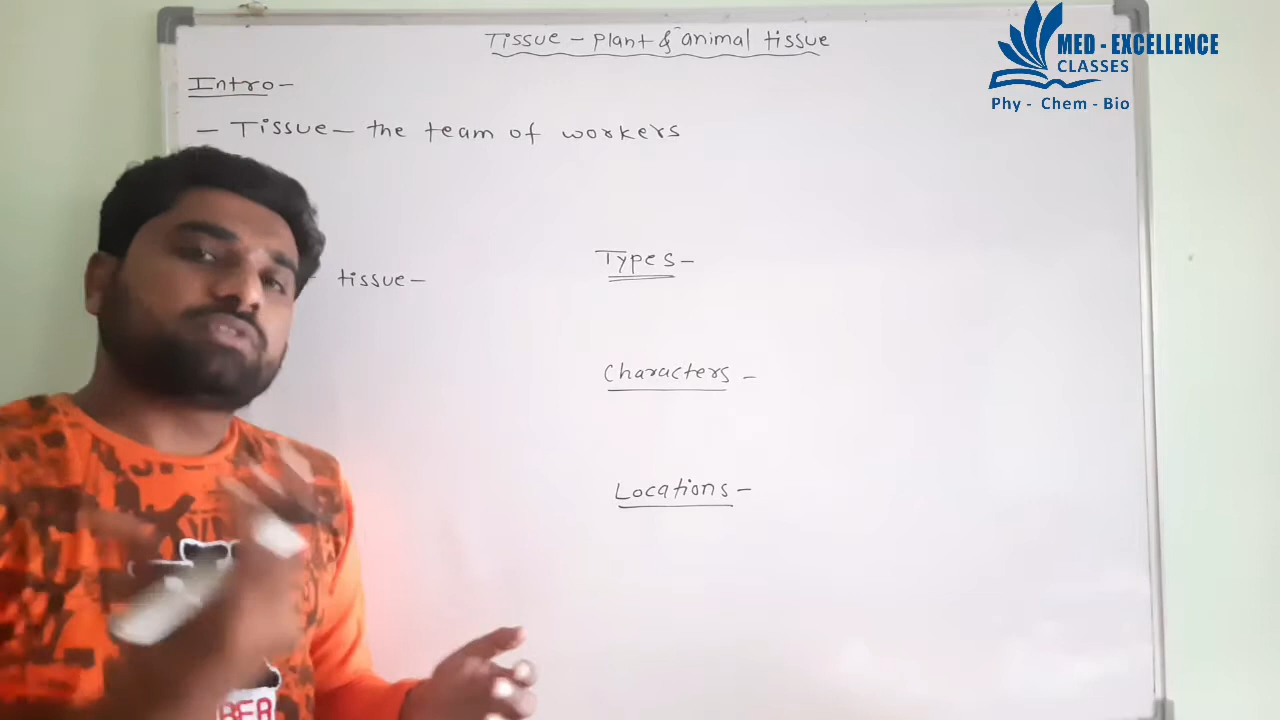 Tissue - Plant & animal tissue
MED - EXCELLENCE
CLASSES
Phy - Chem - Bio
Intro -
- Tissue - the team of workers
tissue -
Types -
Characters -
Locations -
BER